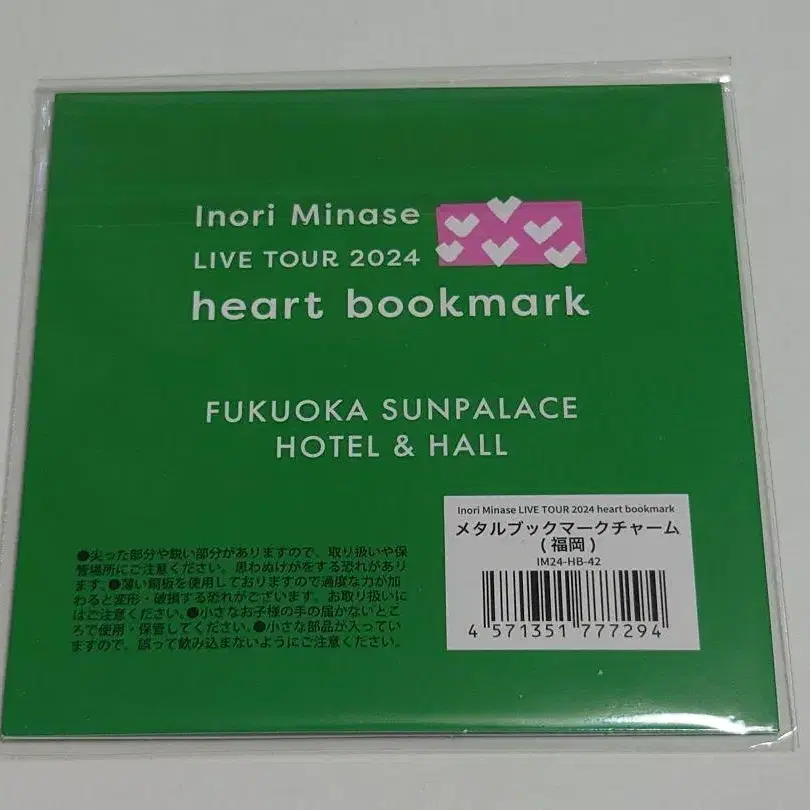 Inori Minase
LIVE TOUR 2024
heart bookmark
FUKUOKA SUNPALACE
HOTEL & HALL
Inori Minase LIVE TOUR 2024 heart bookmark
メタルブックマークチャーム
(福岡)
IM24-HB-42
4 571351 777294
●尖った部分や鋭い部分がありますので、取り扱いや保
管場所にご注意ください。思わぬけがをする恐れがあり
ます。●薄い銅板を使用しておりますので過度な力が加
わると変形・破損する恐れがございます。お取り扱いに
はご注意ください。●小さなお子様の手の届かないとこ
ろで使用・保管してください。●小さな部品が入ってい
ますので、誤って飲み込まないようにご注意ください。